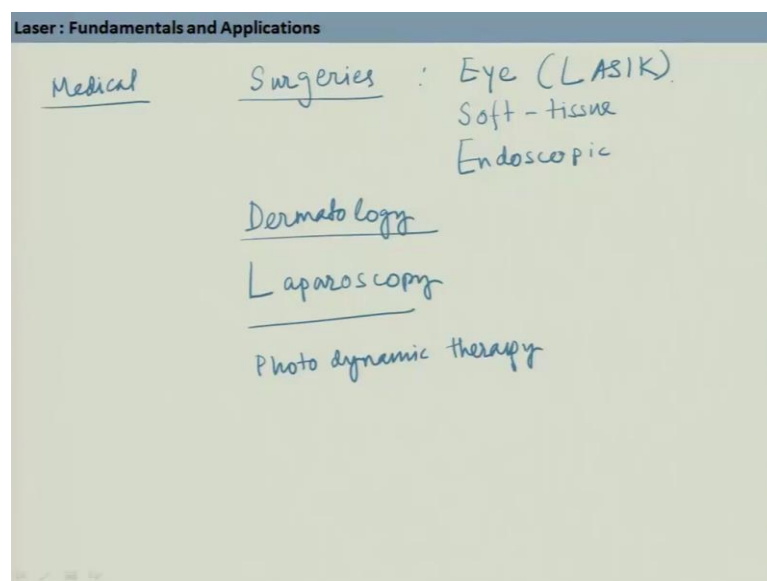 Laser : Fundamentals and Applications
Medical Surgeries : Eye (LASIK).
Soft-tissue
Endoscopic
Dermatology
Laparoscopy
Photo dynamic therapy